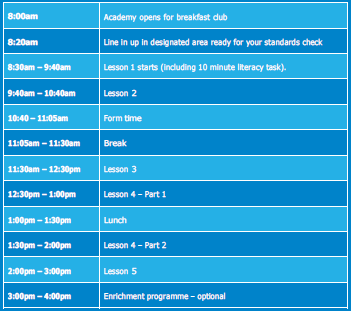 8:00am Academy opens for breakfast club
8:20am Line in up in designated area ready for your standards check
8:30am – 9:40am Lesson 1 starts (including 10 minute literacy task).
9:40am – 10:40am Lesson 2
10:40 – 11:05am Form time
11:05am – 11:30am Break
11:30am – 12:30pm Lesson 3
12:30pm – 1:00pm Lesson 4 – Part 1
1:00pm – 1:30pm Lunch
1:30pm – 2:00pm Lesson 4 – Part 2
2:00pm – 3:00pm Lesson 5
3:00pm – 4:00pm Enrichment programme – optional